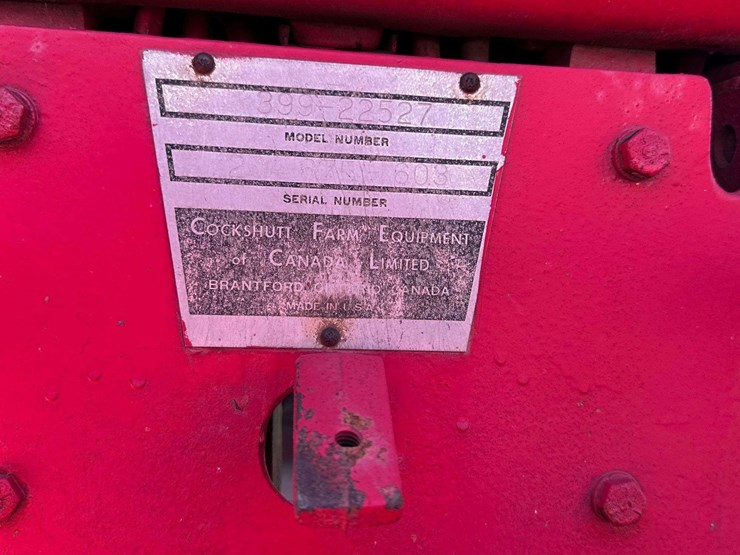 399-22527
MODEL NUMBER
608
SERIAL NUMBER
COCKSHUTT FARM EQUIPMENT
of CANADA LIMITED
BRANTFORD, CANADA
MADE IN U.S.A.